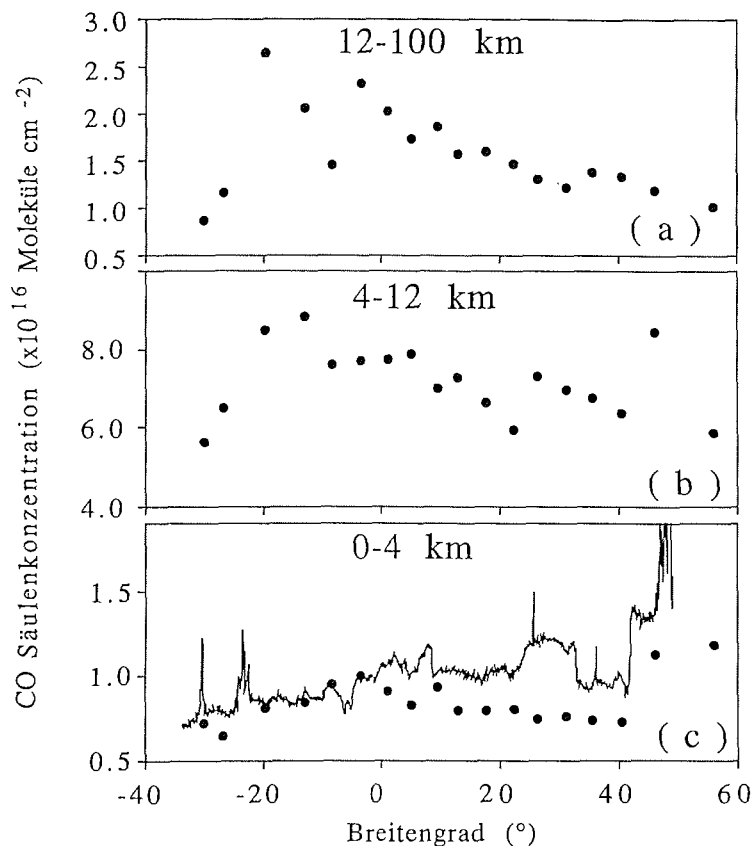 CO Säulenkonzentration (x10 16 Moleküle cm -2)
3.0
2.5
2.0
1.5
1.0
0.5
12-100 km
( a )
8.0
6.0
4.0
4-12 km
( b )
1.5
1.0
0.5
0-4 km
( c )
-40
-20
0
20
40
60
Breitengrad (°)